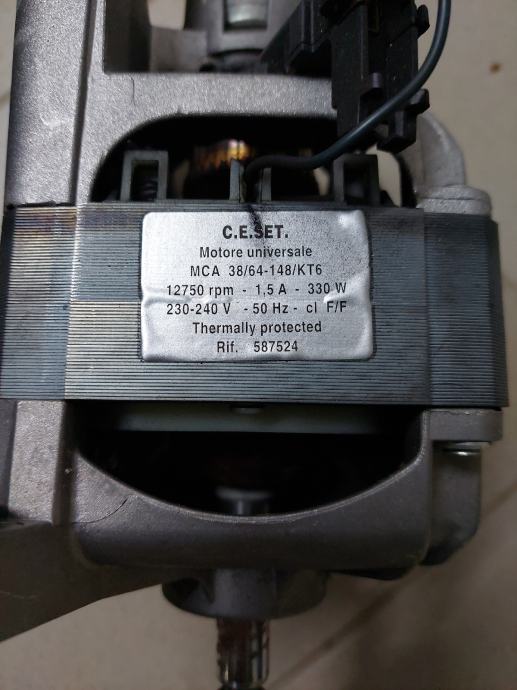 C.E.SET.
Motore universale
MCA 38/64-148/KT6
12750 rpm - 1,5 A - 330 W
230-240 V - 50 Hz - cl F/F
Thermally protected
Rif. 587524